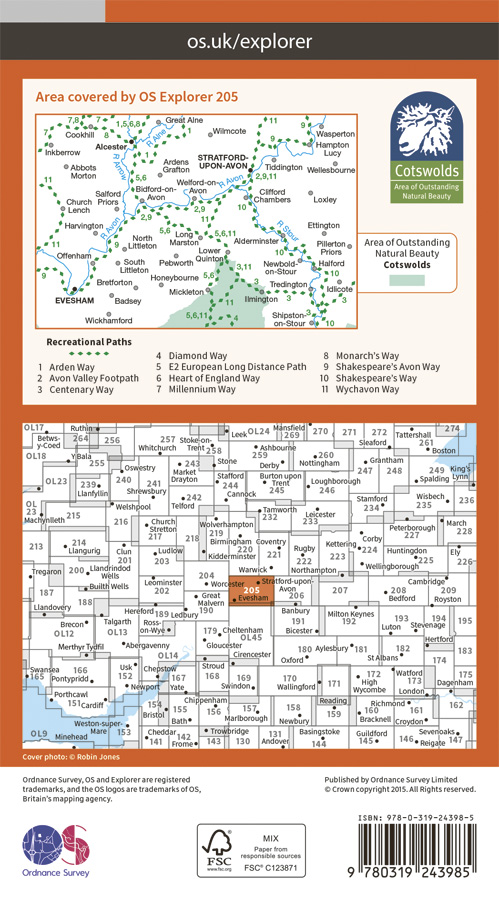 os.uk/explorer
Area covered by OS Explorer 205
7,8
7
8
1,5,6,8
Great Alne
Cookhill
Alcester
R Alne
1
Wilmcote
11
9
Wasperton
Hampton
Lucy
Inkberrow
Abbots
Morton
Ardens
Grafton
STRATFORD-
UPON-AVON
Tiddington
Wellesbourne
5,6
R Arrow
Welford-on-
Avon
R Avon
2,9,11
11
Church
Lench
Salford
Priors
Bidford-on-
Avon
Clifford
Chambers
Loxley
2,9
2,9
10
Harvington
R Avon
North
Littleton
Long
Marston
5,6,11
Alderminster
R Stour
Ettington
Pillerton
Priors
11
Offenham
9
South
Littleton
Pebworth
Lower
Quinton
Newbold-
on-Stour
Halford
9
Bretforton
Honeybourne
5,6
3,11
10
Tredington
Idlicote
EVESHAM
Badsey
Mickleton
Ilmington
3
3
Wickhamford
5,6,11
11
Shipston-
on-Stour
10
Cotswolds
Area of Outstanding
Natural Beauty
Area of Outstanding
Natural Beauty
Cotswolds
Recreational Paths
1 Arden Way
2 Avon Valley Footpath
3 Centenary Way
4 Diamond Way
5 E2 European Long Distance Path
6 Heart of England Way
7 Millennium Way
8 Monarch's Way
9 Shakespeare's Avon Way
10 Shakespeare's Way
11 Wychavon Way
OL17
Ruthin
264
256
257
Stoke-on-
Trent
258
Leek
OL24
Mansfield
269
270
271
272
Tattershall
274
Betws-
y-Coed
Whitchurch
Ashbourne
259
260
Sleaford
261
Boston
OL18
Y Bala
255
Oswestry
Market
Drayton
243
Stone
Derby
Nottingham
247
248
249
Spalding
King's
Lynn
OL23
239
Llanfyllin
240
241
Shrewsbury
Stafford
244
Burton upon
Trent
245
Granthan
Loughborough
246
OL
23
Machynlleth
215
Welshpool
242
Telford
Cannock
Tamworth
232
Leicester
233
Stamford
234
235
Wisbech
236
216
Church
Stretton
217
218
Wolverhampton
219
Birmingham
220
Coventry
221
Kettering
224
Corby
Peterborough
227
March
228
213
214
Llangurig
Clun
201
Ludlow
203
Kidderminster
Rugby
222
223
Wellingborough
Huntingdon
225
Ely
226
Tregaron
200
Llandrindod
Wells
Warwick
Northampton
187
Builth Wells
Leominster
202
204
Worcester
205
Evesham
Stratford-upon-
Avon
206
207
208
Bedford
Cambridge
209
Royston
Llandovery
188
Hereford
189
Ledbury
Great
Malvern
190
Banbury
191
Milton Keynes
192
193
Luton
194
Stevenage
195
Brecon
OL12
Talgarth
OL13
Ross-
on-Wye
179
Cheltenham
OL45
Bicester
Hertford
183
Merthyr Tydfil
Abergavenny
Gloucester
Cirencester
180
Oxford
Aylesbury
181
182
St Albans
Swansea
165
166
Pontypridd
Usk
152
Chepstow
167
Yate
Stroud
168
169
Swindon
170
Wallingford
171
172
High
Wycombe
Watford
173
London
174
175
Dagenham
Porthcawl
151
Cardiff
Newport
154
Bristol
155
Bath
Chippenham
156
157
Marlborough
158
Newbury
Reading
159
160
Bracknell
Richmond
161
Croydon
162
OL9
Minehead
Weston-super-
Mare
153
Cheddar
141
142
Frome
Trowbridge
143
130
131
Andover
Basingstoke
144
Guildford
145
146
Sevenoaks
147
Reigate
Cover photo: © Robin Jones
Ordnance Survey, OS and Explorer are registered
trademarks, and the OS logos are trademarks of OS,
Britain's mapping agency.
Published by Ordnance Survey Limited
© Crown copyright 2015. All Rights reserved.
OS
Ordnance Survey
FSC
www.fsc.org
MIX
Paper from
responsible sources
FSC® C123871
ISBN: 978-0-319-24398-5
9 780319 243985